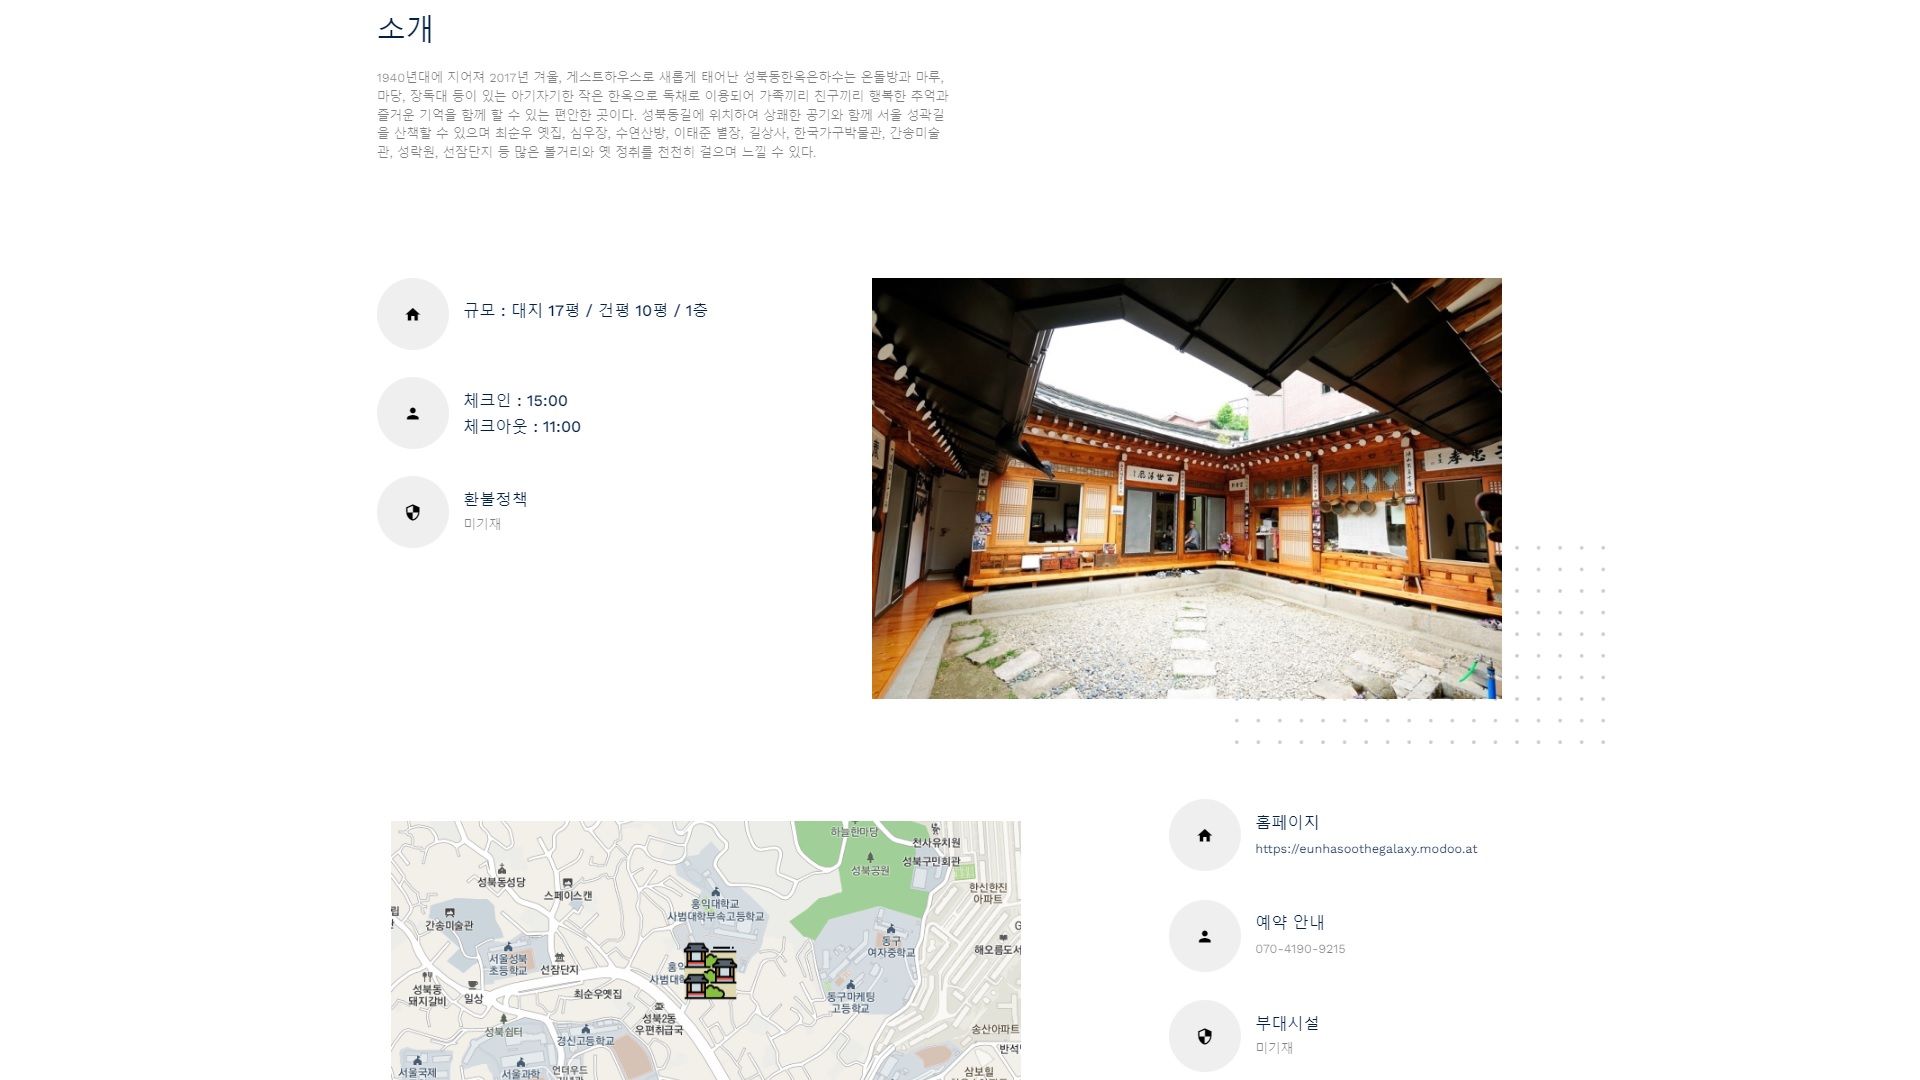 소개
1940년대에 지어져 2017년 겨울, 게스트하우스로 새롭게 태어난 성북동한옥은하수는 온돌방과 마루,
마당, 장독대 등이 있는 아기자기한 작은 한옥으로 독채로 이용되어 가족끼리 친구끼리 행복한 추억과
즐거운 기억을 함께 할 수 있는 편안한 곳이다. 성북동길에 위치하여 상쾌한 공기와 함께 서울 성곽길
을 산책할 수 있으며 최순우 옛집, 심우장, 수연산방, 이태준 별장, 길상사, 한국가구박물관, 간송미술
관, 성락원, 선잠단지 등 많은 볼거리와 옛 정취를 천천히 걸으며 느낄 수 있다.
규모 : 대지 17평 / 건평 10평 / 1층
체크인 : 15:00
체크아웃 : 11:00
환불정책
미기재
홈페이지
https://eunhasoothegalaxy.modoo.at
예약 안내
070-4190-9215
부대시설
미기재
하늘한마당
천사유치원
성북구민회관
성북공원
성북동성당
스페이스캔
한신한진
아파트
홍익대학교
사범대학부속고등학교
간송미술관
동구
여자중학교
해오름도서
서울성북
초등학교
선잠단지
홍익
사범대학
성북동
돼지갈비
일상
최순우옛집
동구마케팅
고등학교
성북2동
우편취급국
성북쉼터
경신고등학교
송산아파트
반석
서울국제
서울과학
언더우드
삼보힐